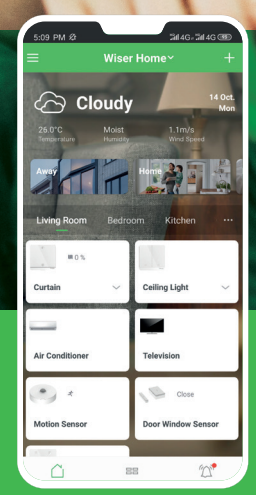 5:09 PM
4G 4G
Wiser Home
Cloudy
14 Oct.
Mon
26.0°C Moist 1.1m/s
Temperature Humidity Wind Speed
Away Home
Living Room Bedroom Kitchen ...
0 %
Curtain Ceiling Light
Air Conditioner Television
Close
Motion Sensor Door Window Sensor